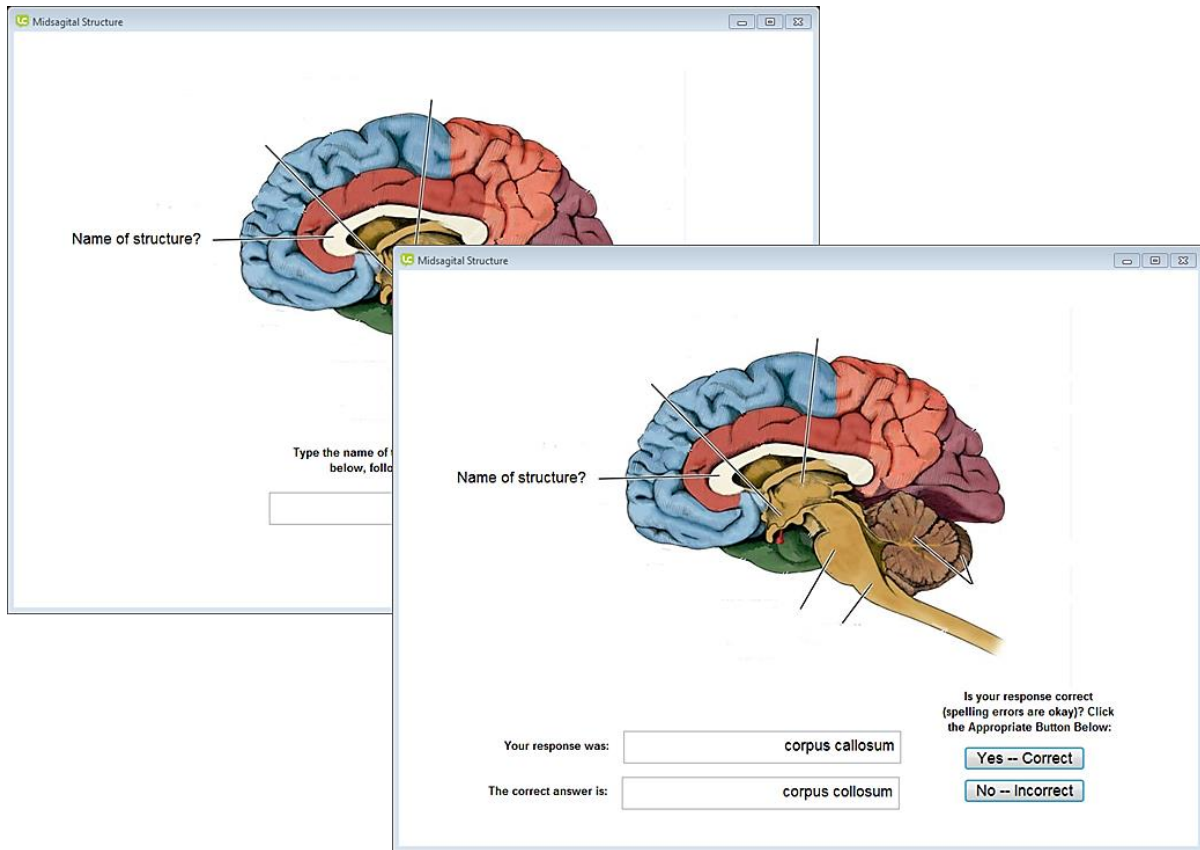 Midsagital Structure
Name of structure?
Type the name of
below, follo
Midsagital Structure
Name of structure?
Is your response correct
(spelling errors are okay)? Click
the Appropriate Button Below:
Your response was:
corpus callosum
Yes -- Correct
The correct answer is:
corpus collosum
No -- Incorrect